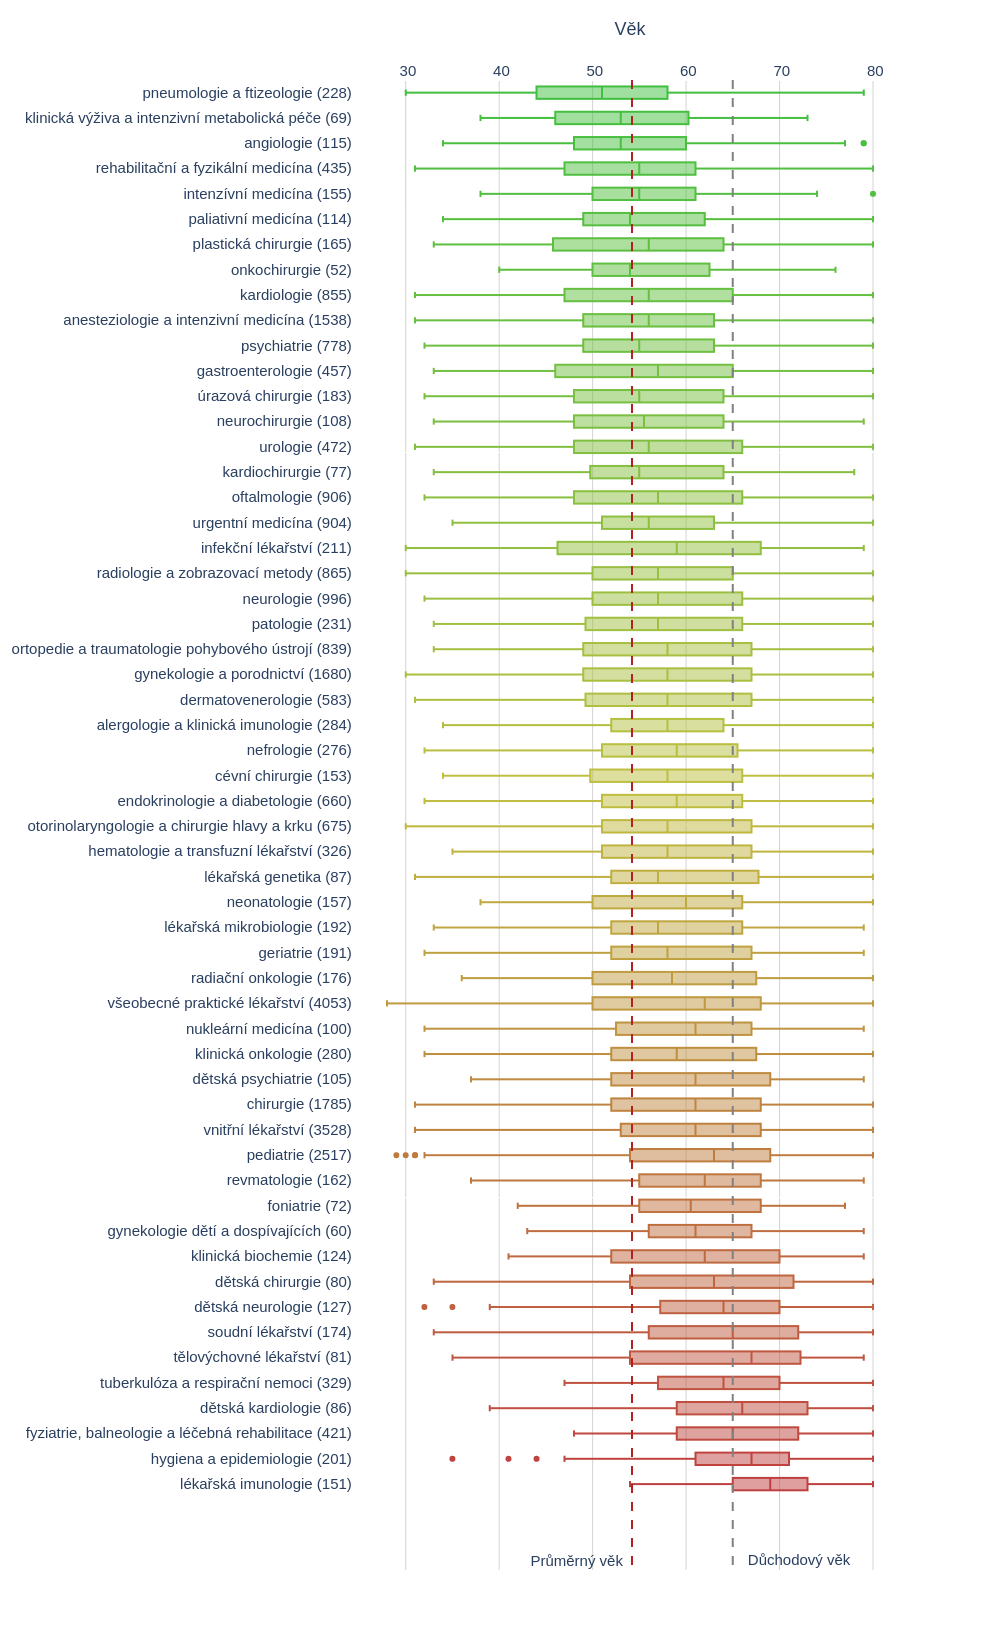 Věk
30 40 50 60 70 80
pneumologie a ftizeologie (228)
klinická výživa a intenzivní metabolická péče (69)
angiologie (115)
rehabilitační a fyzikální medicína (435)
intenzívní medicína (155)
paliativní medicína (114)
plastická chirurgie (165)
onkochirurgie (52)
kardiologie (855)
anesteziologie a intenzivní medicína (1538)
psychiatrie (778)
gastroenterologie (457)
úrazová chirurgie (183)
neurochirurgie (108)
urologie (472)
kardiochirurgie (77)
oftalmologie (906)
urgentní medicína (904)
infekční lékařství (211)
radiologie a zobrazovací metody (865)
neurologie (996)
patologie (231)
ortopedie a traumatologie pohybového ústrojí (839)
gynekologie a porodnictví (1680)
dermatovenerologie (583)
alergologie a klinická imunologie (284)
nefrologie (276)
cévní chirurgie (153)
endokrinologie a diabetologie (660)
otorinolaryngologie a chirurgie hlavy a krku (675)
hematologie a transfuzní lékařství (326)
lékařská genetika (87)
neonatologie (157)
lékařská mikrobiologie (192)
geriatrie (191)
radiační onkologie (176)
všeobecné praktické lékařství (4053)
nukleární medicína (100)
klinická onkologie (280)
dětská psychiatrie (105)
chirurgie (1785)
vnitřní lékařství (3528)
pediatrie (2517)
revmatologie (162)
foniatrie (72)
gynekologie dětí a dospívajících (60)
klinická biochemie (124)
dětská chirurgie (80)
dětská neurologie (127)
soudní lékařství (174)
tělovýchovné lékařství (81)
tuberkulóza a respirační nemoci (329)
dětská kardiologie (86)
fyziatrie, balneologie a léčebná rehabilitace (421)
hygiena a epidemiologie (201)
lékařská imunologie (151)
Průměrný věk Důchodový věk